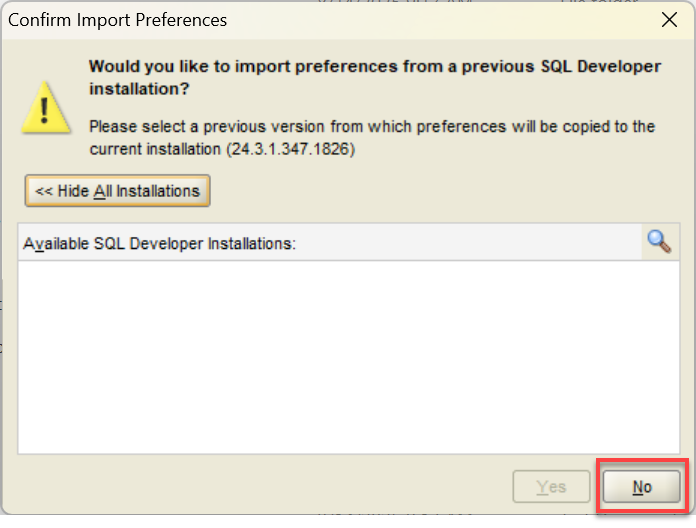 Confirm Import Preferences
Would you like to import preferences from a previous SQL Developer
installation?
Please select a previous version from which preferences will be copied to the
current installation (24.3.1.347.1826)
<< Hide All Installations
Available SQL Developer Installations:
Yes
No